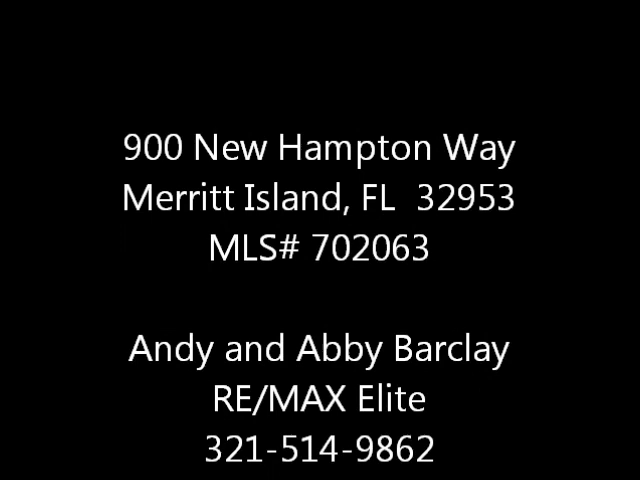 900 New Hampton Way
Merritt Island, FL  32953
MLS# 702063
Andy and Abby Barclay
RE/MAX Elite
321-514-9862